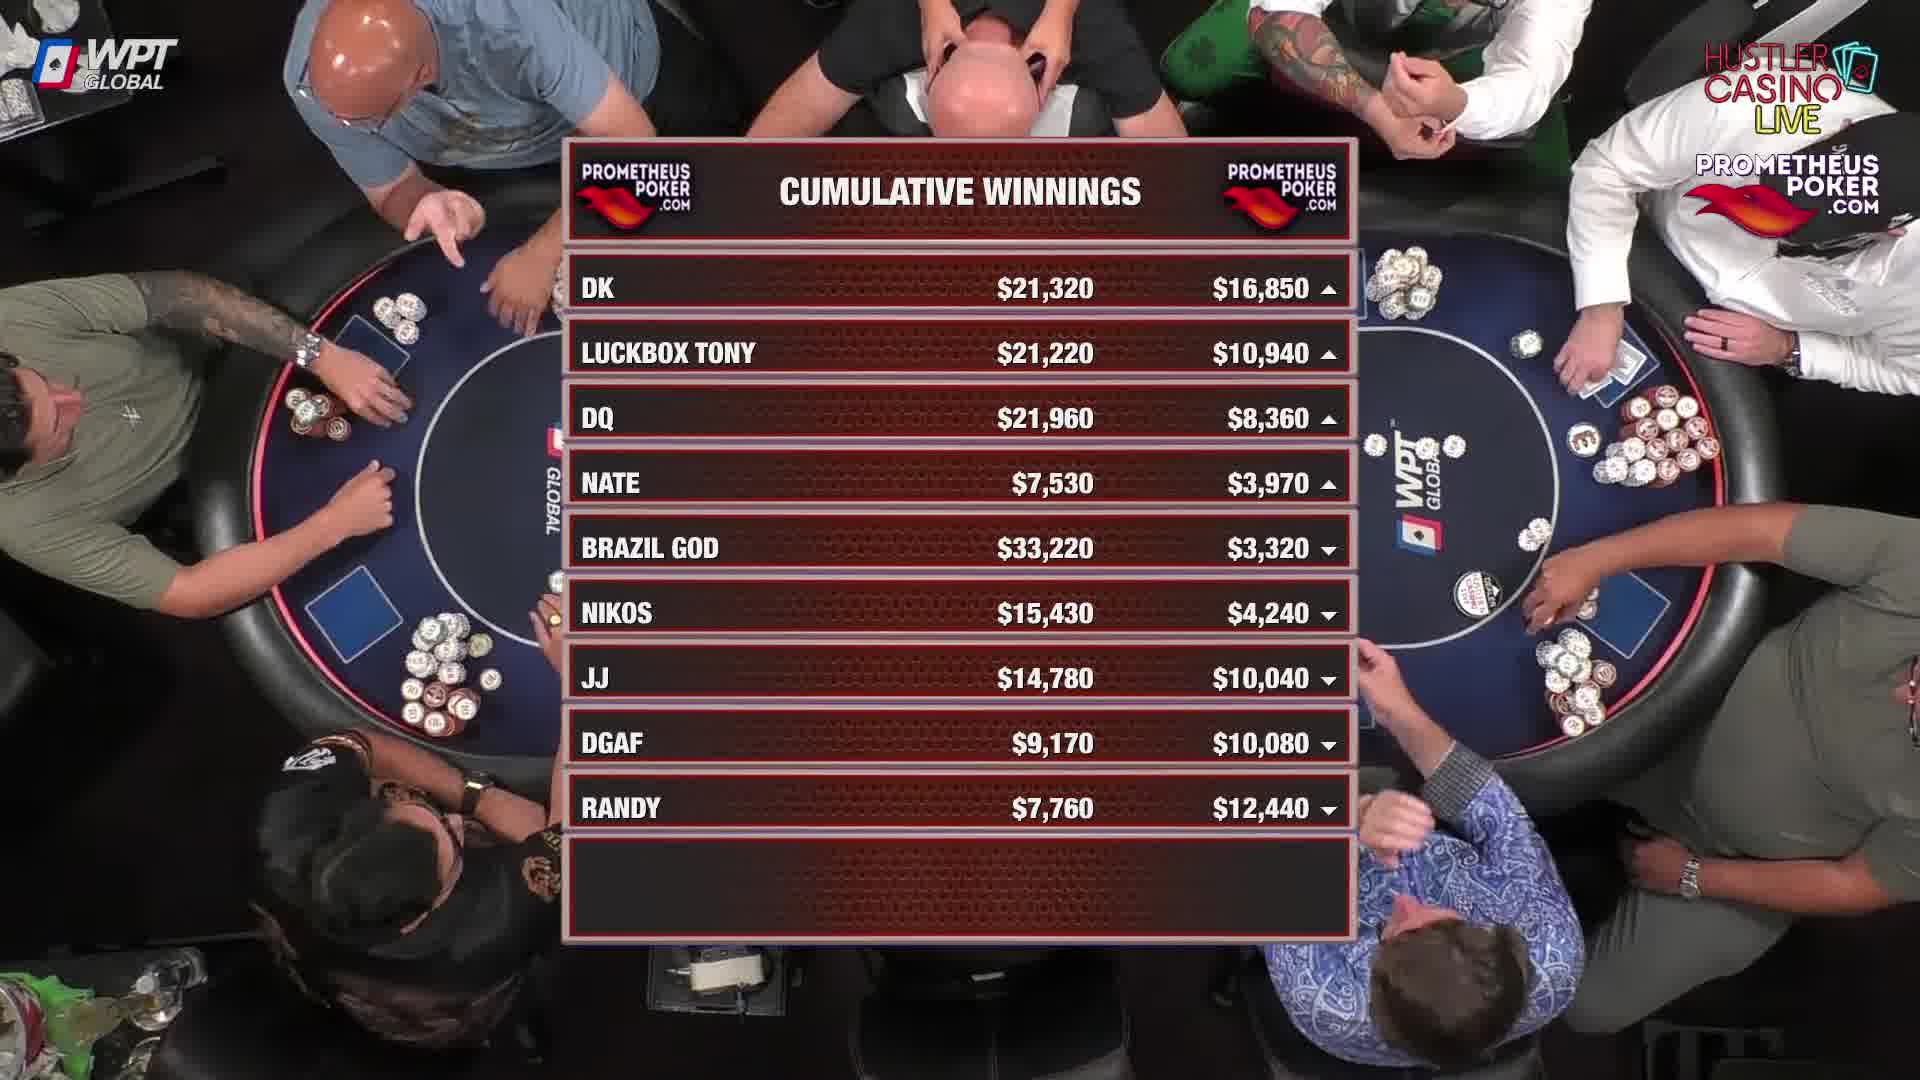 WPT
GLOBAL
HUSTLER
CASINO
LIVE
PROMETHEUS
POKER
.COM
PROMETHEUS
POKER
.COM
CUMULATIVE WINNINGS
PROMETHEUS
POKER
.COM
DK $21,320 $16,850
LUCKBOX TONY $21,220 $10,940
DQ $21,960 $8,360
NATE $7,530 $3,970
BRAZIL GOD $33,220 $3,320
NIKOS $15,430 $4,240
JJ $14,780 $10,040
DGAF $9,170 $10,080
RANDY $7,760 $12,440
GLOBAL
WPT
GLOBAL